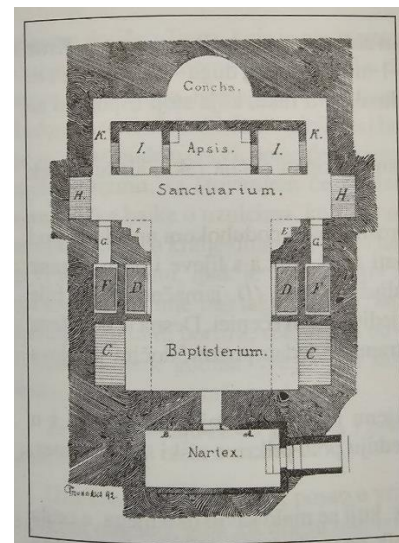 Concha.
K. I. Apsis. I. K.
H. Sanctuarium. H.
E E
G. G.
F D D F
C. Baptisterium. C
B. A.
Nartex.